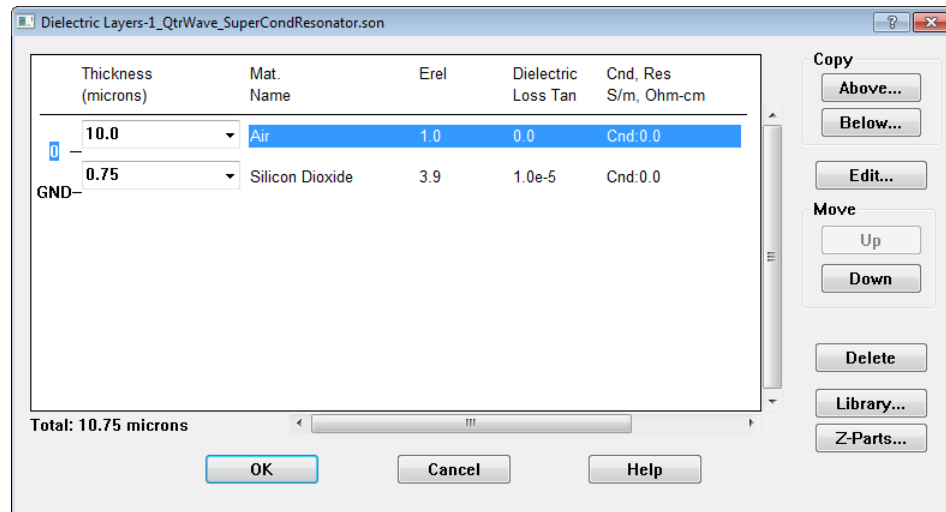 Dielectric Layers-1_QtrWave_SuperCondResonator.son
Thickness Mat. Erel Dielectric Cnd, Res
(microns) Name Loss Tan S/m, Ohm-cm
10.0 Air 1.0 0.0 Cnd:0.0
0
0.75 Silicon Dioxide 3.9 1.0e-5 Cnd:0.0
GND
Total: 10.75 microns
OK Cancel Help
Copy
Above...
Below...
Edit...
Move
Up
Down
Delete
Library...
Z-Parts...